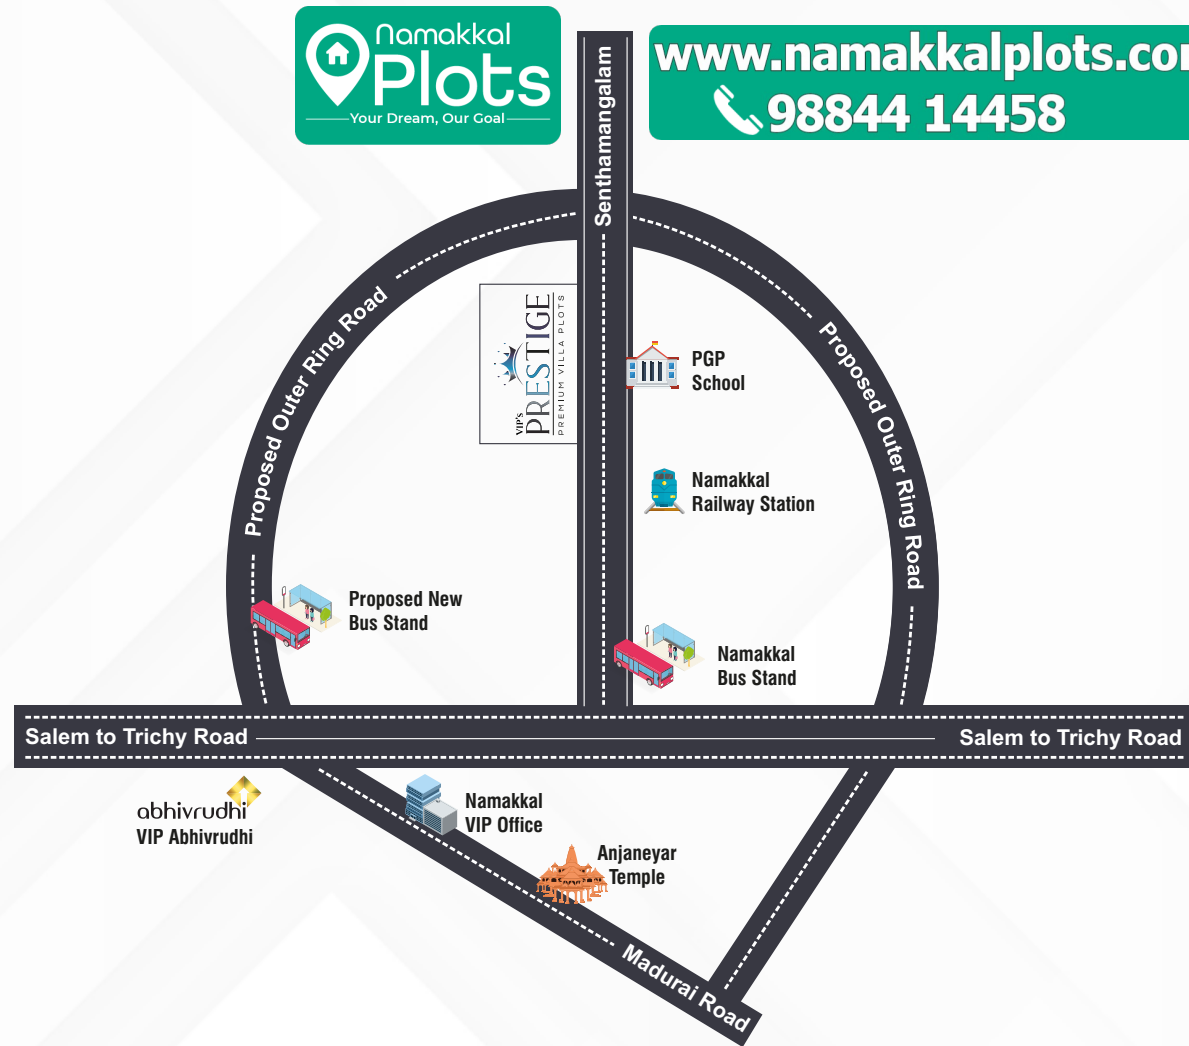 Namakkal
Plots
Your Dream, Our Goal
www.namakkalplots.com
98844 14458
Senthamangalam
Proposed Outer Ring Road
Proposed Outer Ring Road
VIP'S
PRESTIGE
PREMIUM VILLA PLOTS
PGP
School
Namakkal
Railway Station
Proposed New
Bus Stand
Namakkal
Bus Stand
Salem to Trichy Road
Salem to Trichy Road
abhivrudhi
VIP Abhivrudhi
Namakkal
VIP Office
Anjaneyar
Temple
Madurai Road